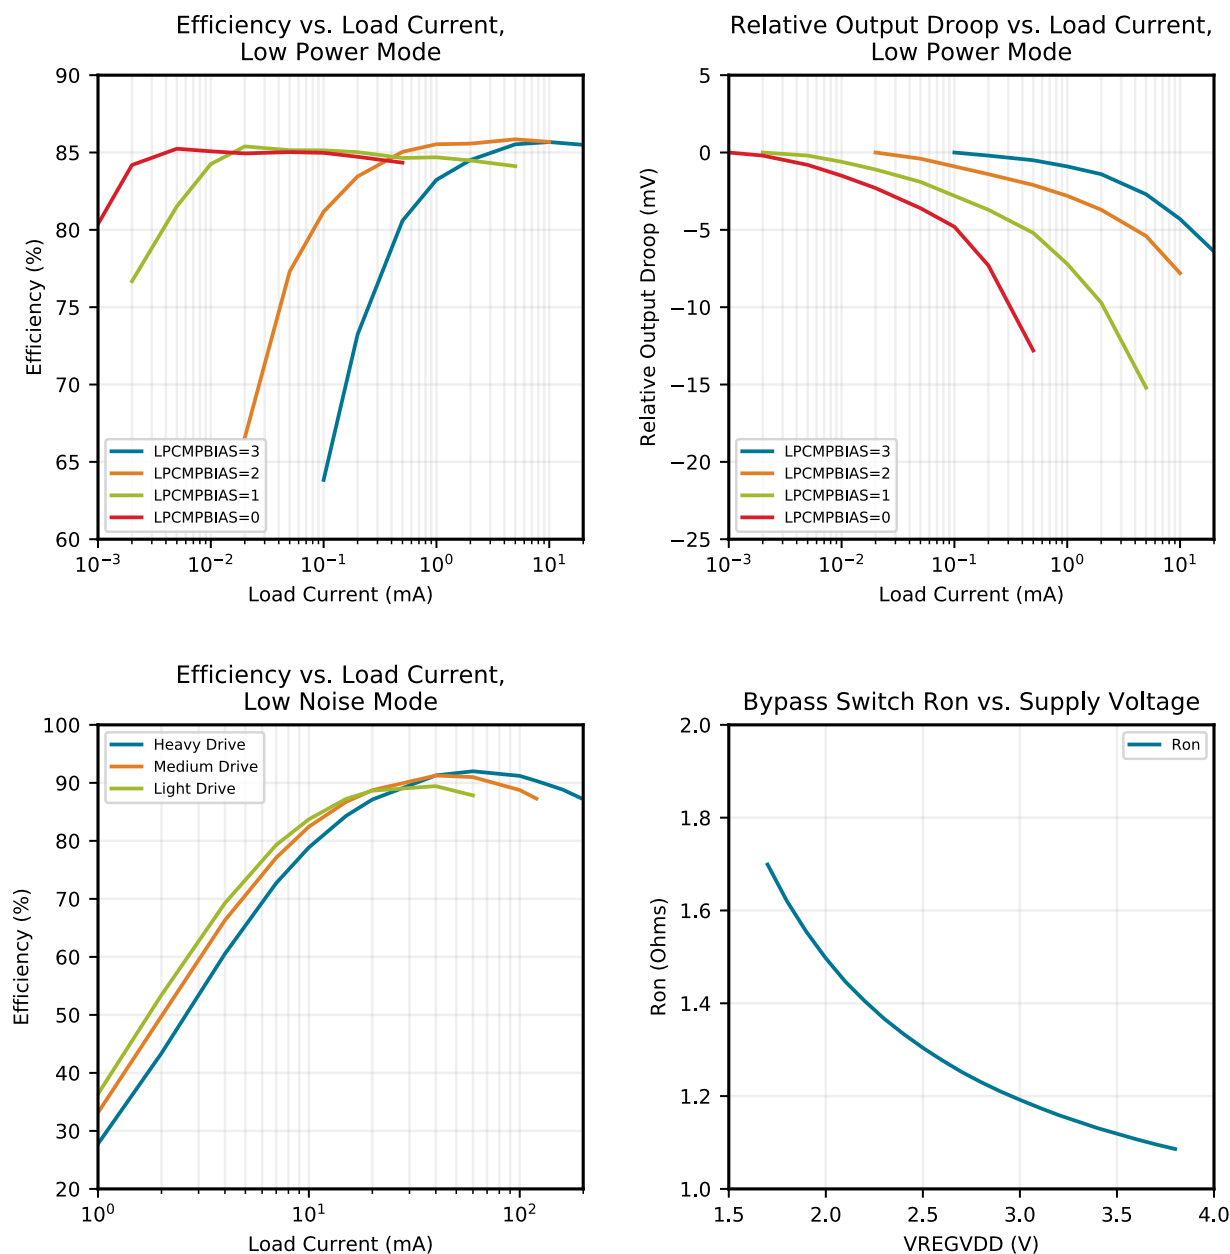 Efficiency vs. Load Current,
Low Power Mode
90
85
80
75
70
65
60
Efficiency (%)
LPCMPBIAS=3
LPCMPBIAS=2
LPCMPBIAS=1
LPCMPBIAS=0
10⁻³ 10⁻² 10⁻¹ 10⁰ 10¹
Load Current (mA)
Relative Output Droop vs. Load Current,
Low Power Mode
5
0
−5
−10
−15
−20
−25
Relative Output Droop (mV)
LPCMPBIAS=3
LPCMPBIAS=2
LPCMPBIAS=1
LPCMPBIAS=0
10⁻³ 10⁻² 10⁻¹ 10⁰ 10¹
Load Current (mA)
Efficiency vs. Load Current,
Low Noise Mode
100
90
80
70
60
50
40
30
20
Efficiency (%)
Heavy Drive
Medium Drive
Light Drive
10⁰ 10¹ 10²
Load Current (mA)
Bypass Switch Ron vs. Supply Voltage
2.0
1.8
1.6
1.4
1.2
1.0
Ron (Ohms)
Ron
1.5 2.0 2.5 3.0 3.5 4.0
VREGVDD (V)